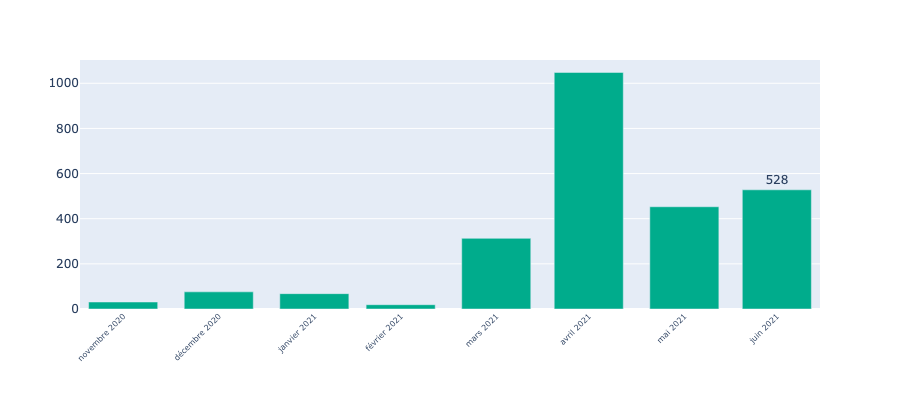 1000
800
600
400
200
0
528
novembre 2020
décembre 2020
janvier 2021
février 2021
mars 2021
avril 2021
mai 2021
juin 2021